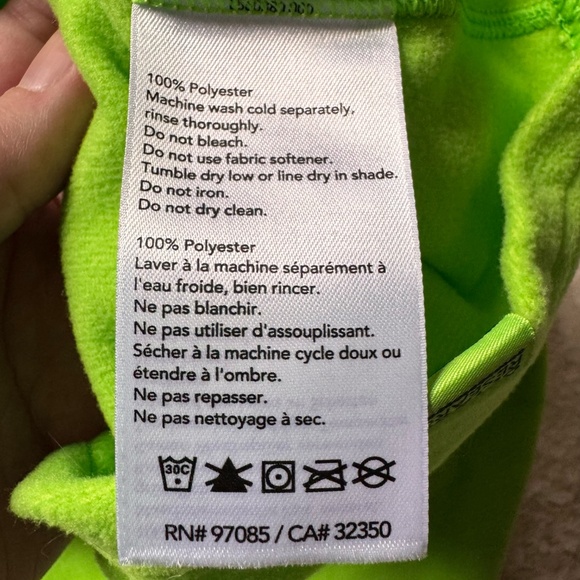 100% Polyester
Machine wash cold separately,
rinse thoroughly.
Do not bleach.
Do not use fabric softener.
Tumble dry low or line dry in shade.
Do not iron.
Do not dry clean.
100% Polyester
Laver à la machine séparément à
l'eau froide, bien rincer.
Ne pas blanchir.
Ne pas utiliser d'assouplissant.
Sécher à la machine cycle doux ou
étendre à l'ombre.
Ne pas repasser.
Ne pas nettoyage à sec.
30C
RN# 97085 / CA# 32350